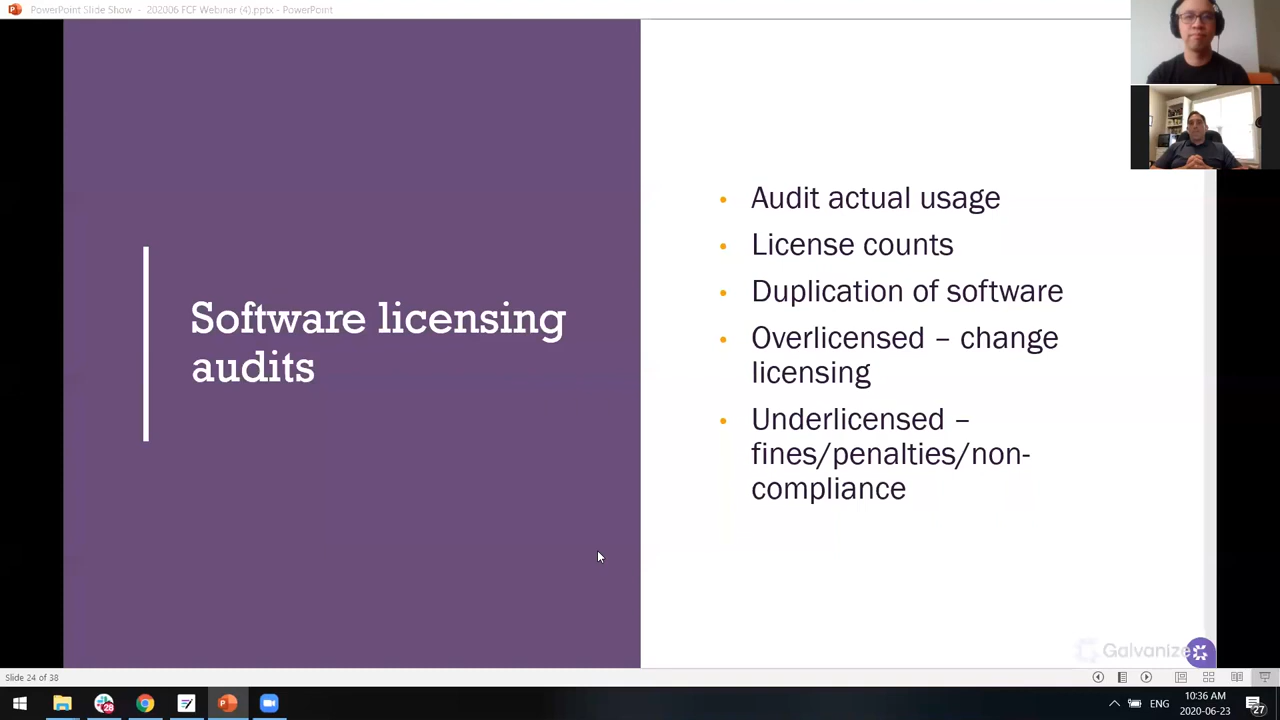 PowerPoint Slide Show - 202006 FCF Webinar (4).pptx - PowerPoint
Software licensing
audits
• Audit actual usage
• License counts
• Duplication of software
• Overlicensed – change
licensing
• Underlicensed –
fines/penalties/non-
compliance
Galvanize
Slide 24 of 38
28
ENG
10:36 AM
2020-06-23
27